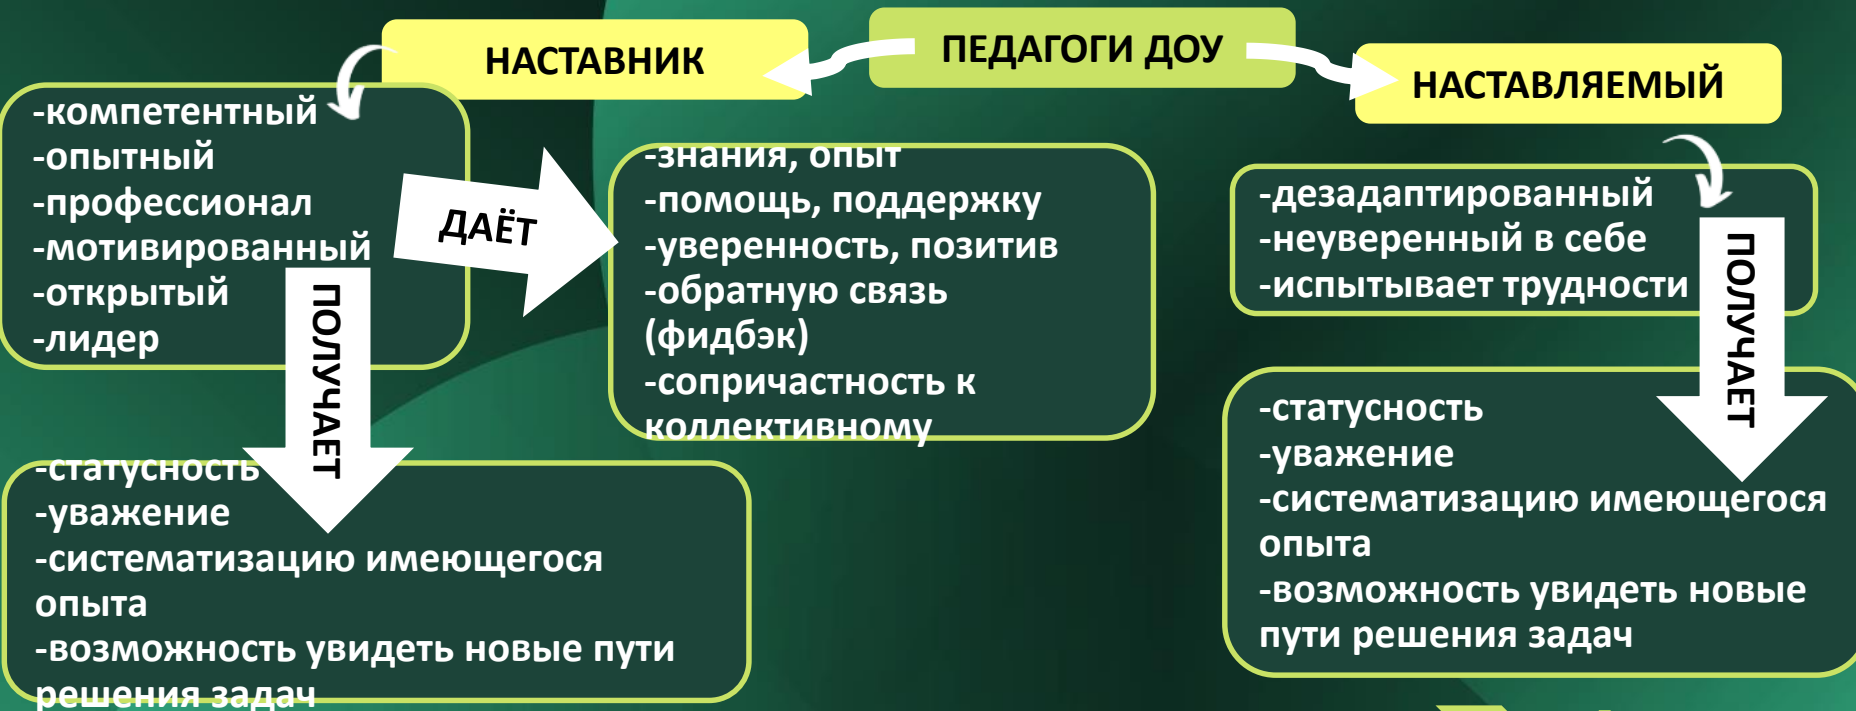 ПЕДАГОГИ ДОУ
НАСТАВНИК
НАСТАВЛЯЕМЫЙ
-компетентный
-опытный
-профессионал
-мотивированный
-открытый
-лидер
ДАЁТ
-знания, опыт
-помощь, поддержку
-уверенность, позитив
-обратную связь
(фидбэк)
-сопричастность к
коллективному
ПОЛУЧАЕТ
-статусность
-уважение
-систематизацию имеющегося
опыта
-возможность увидеть новые пути
решения задач
-дезадаптированный
-неуверенный в себе
-испытывает трудности
ПОЛУЧАЕТ
-статусность
-уважение
-систематизацию имеющегося
опыта
-возможность увидеть новые
пути решения задач